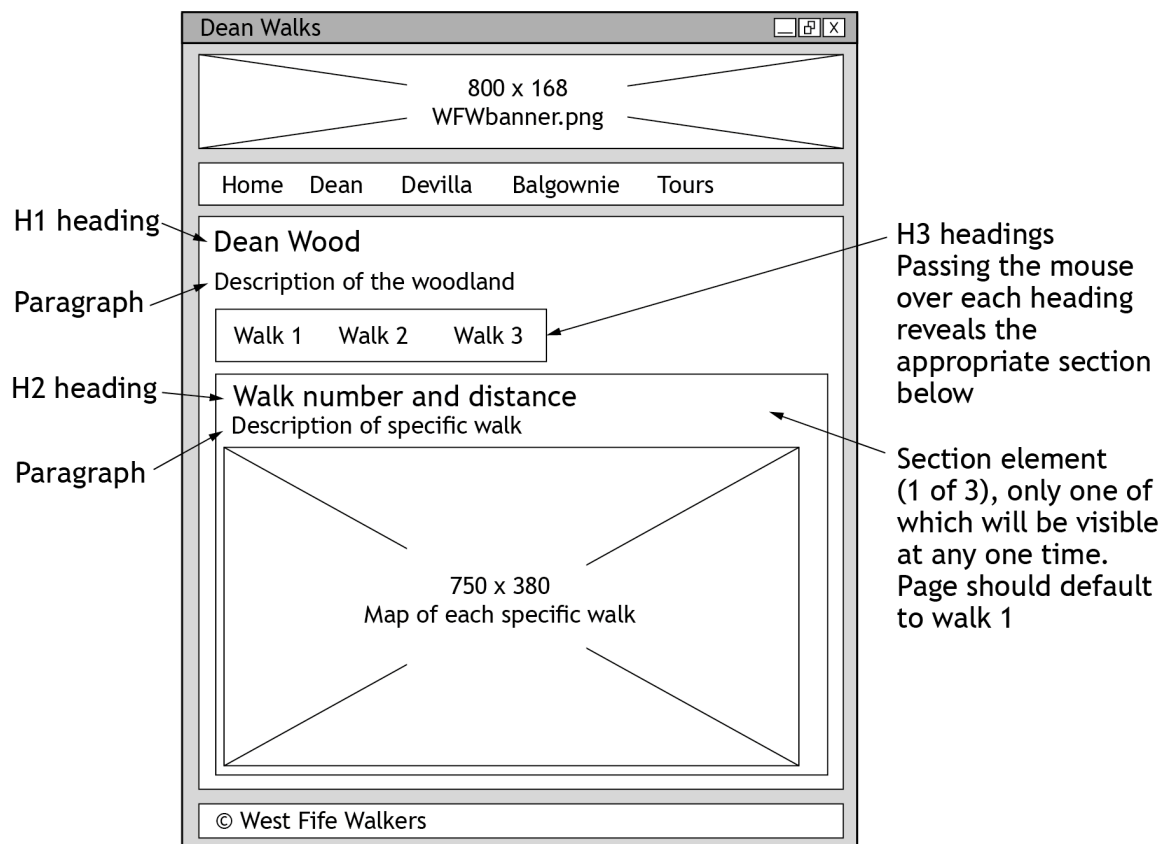 Dean Walks
800 x 168
WFWbanner.png
Home Dean Devilla Balgownie Tours
H1 heading
Dean Wood
Paragraph
Description of the woodland
Walk 1 Walk 2 Walk 3
H3 headings
Passing the mouse
over each heading
reveals the
appropriate section
below
H2 heading
Walk number and distance
Paragraph
Description of specific walk
Section element
(1 of 3), only one of
which will be visible
at any one time.
Page should default
to walk 1
750 x 380
Map of each specific walk
© West Fife Walkers